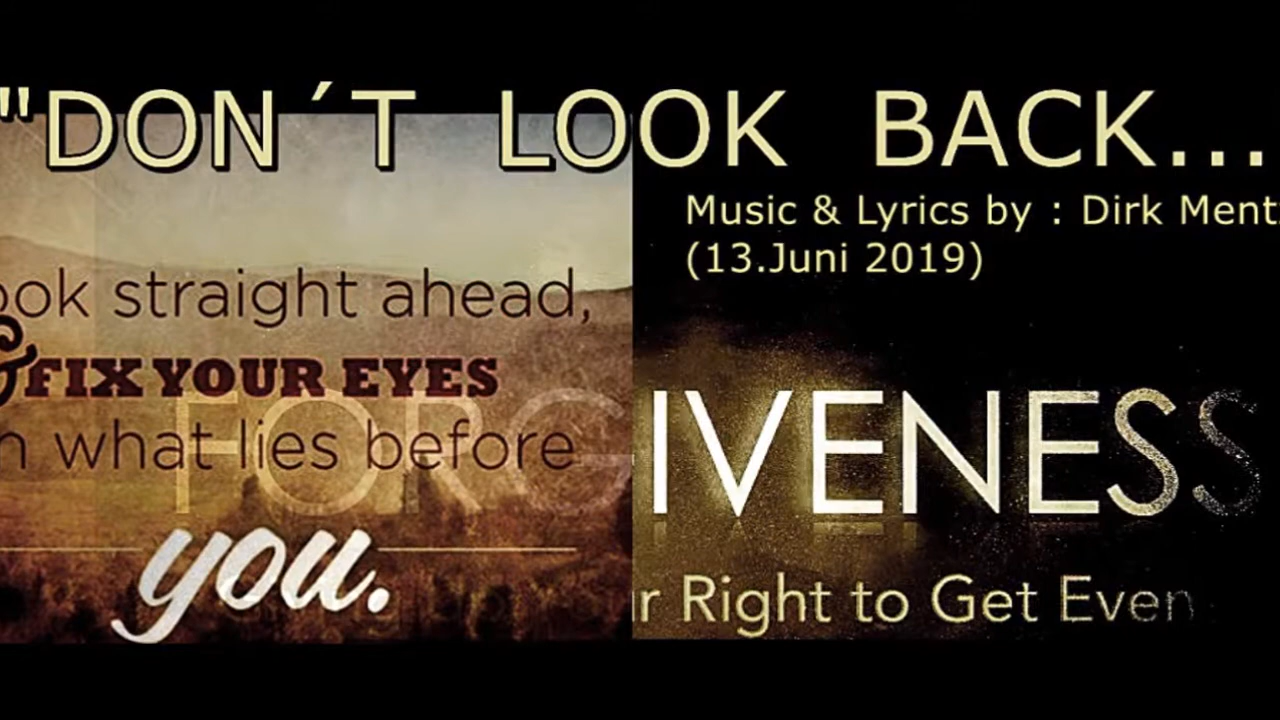 "DON´T LOOK BACK...
Music & Lyrics by : Dirk Ment
(13.Juni 2019)
ook straight ahead,
& FIX YOUR EYES
n what lies before
you.
FORGIVENESS
r Right to Get Even